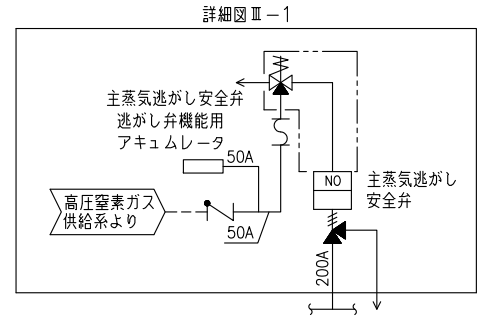 詳細図Ⅲ－１
主蒸気逃がし安全弁
逃がし弁機能用
アキュムレータ
50A
NO
主蒸気逃がし
安全弁
高圧窒素ガス
供給系より
50A
200A